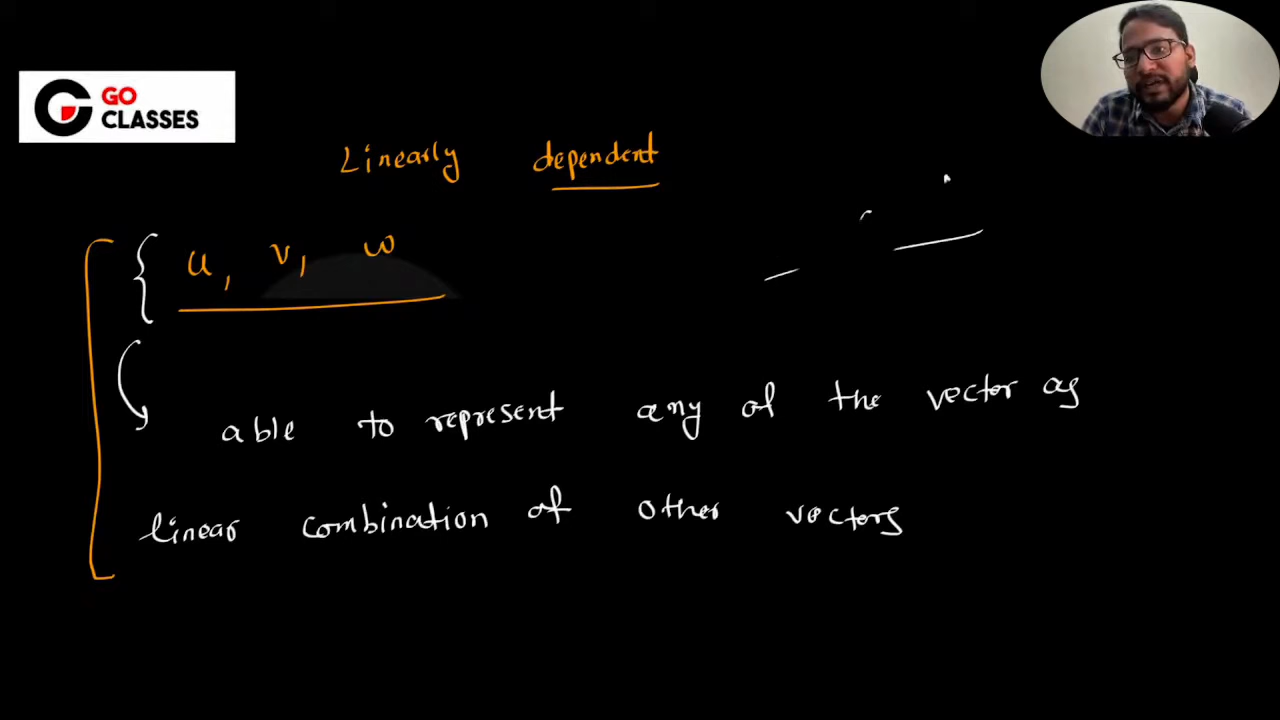 GO
CLASSES
Linearly dependent
{ u, v, w
able to represent any of the vector as
linear combination of other vectors